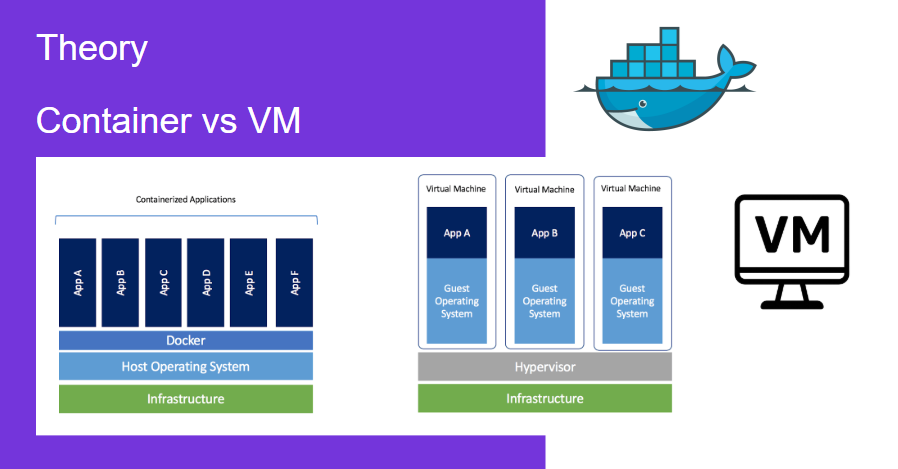 Theory
Container vs VM
Containerized Applications
App A
App B
App C
App D
App E
App F
Docker
Host Operating System
Infrastructure
Virtual Machine
App A
Guest
Operating
System
Virtual Machine
App B
Guest
Operating
System
Virtual Machine
App C
Guest
Operating
System
Hypervisor
Infrastructure
VM